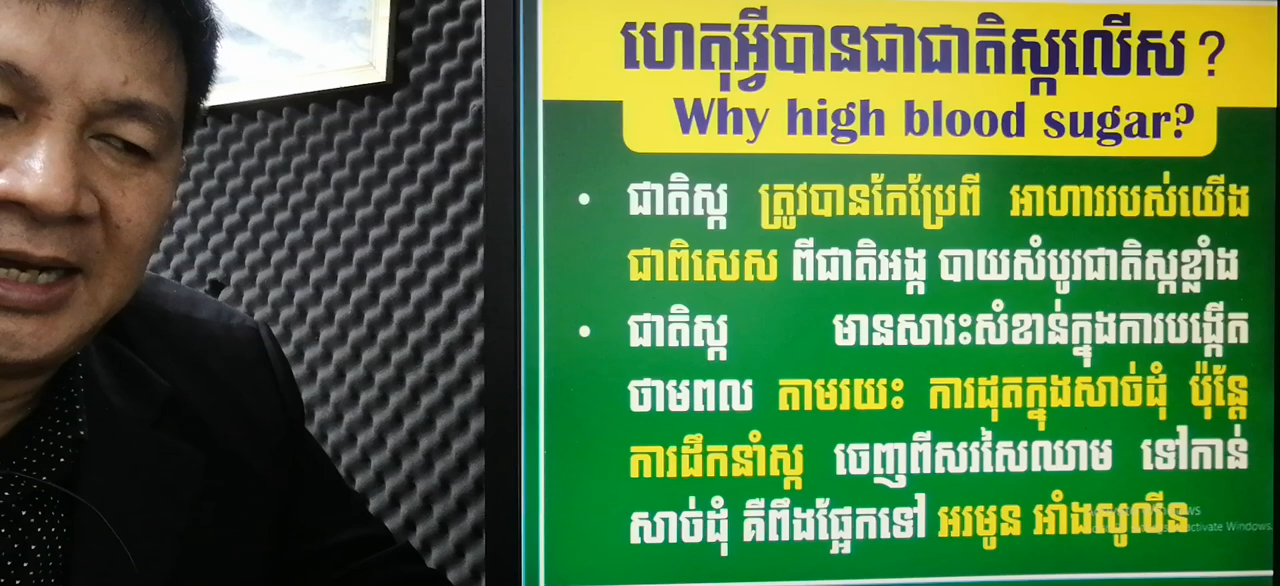 ហេតុអ្វីបានជាជាតិស្ករលើស ?
Why high blood sugar?
• ជាតិស្ក ត្រូវបានកែប្រែពី អាហាររបស់យើង
ជាពិសេស ពីជាតិអង្ក បាយសំបូរជាតិស្កខ្លាំង
• ជាតិស្ក មានសារះសំខាន់ក្នុងការបង្កើត
ថាមពល តាមរយះ ការដុតក្នុងសាច់ដុំ ប៉ុន្តែ
ការដឹកនាំស្ក ចេញពីសរសៃឈាម ទៅកាន់
សាច់ដុំ គឺពឹងផ្អែកទៅ អរមូន អាំងសូលីន